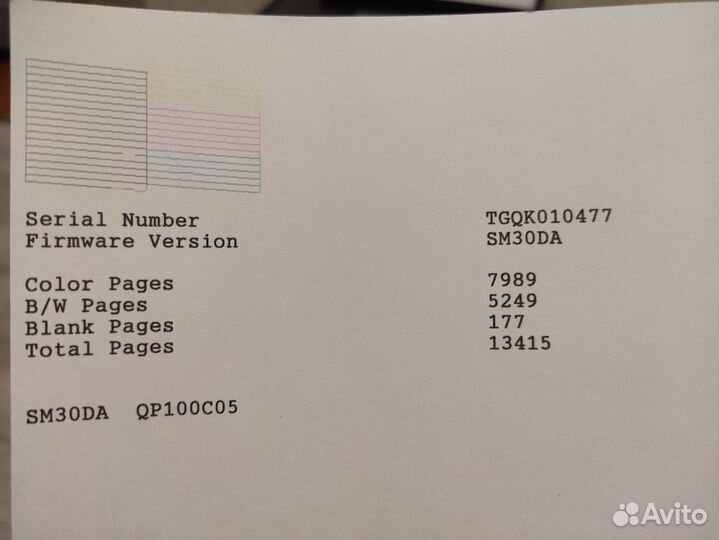 Serial Number TGQK010477
Firmware Version SM30DA
Color Pages 7989
B/W Pages 5249
Blank Pages 177
Total Pages 13415
SM30DA QP100C05
Avito